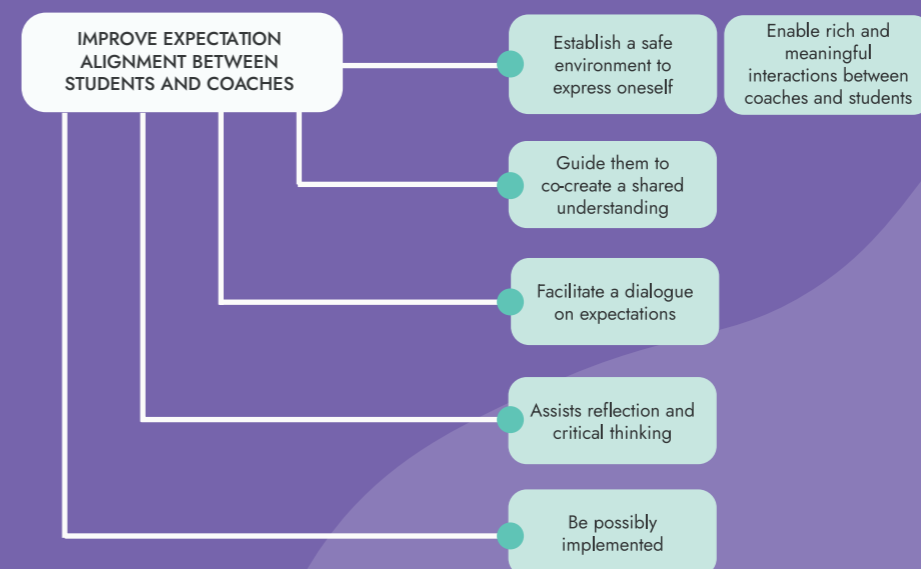 IMPROVE EXPECTATION
ALIGNMENT BETWEEN
STUDENTS AND COACHES
Establish a safe
environment to
express oneself
Enable rich and
meaningful
interactions between
coaches and students
Guide them to
co-create a shared
understanding
Facilitate a dialogue
on expectations
Assists reflection and
critical thinking
Be possibly
implemented